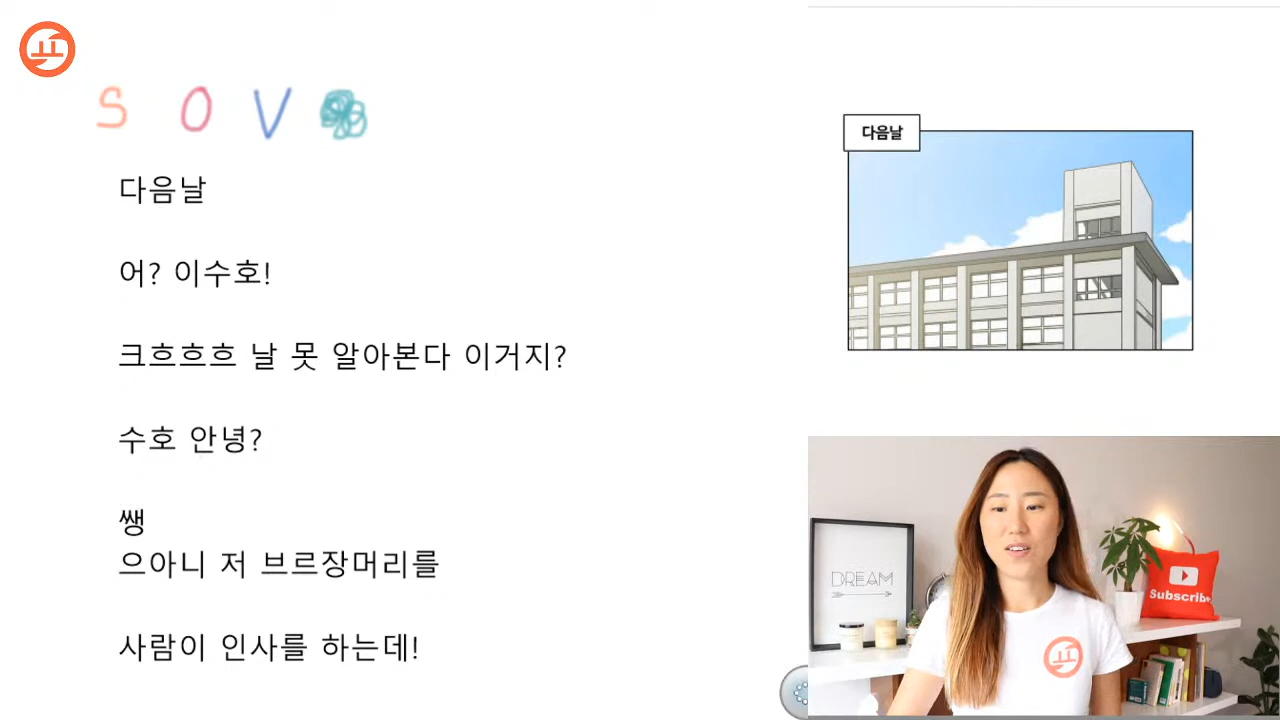 S O V
다음날
어? 이수호!
크흐흐흐 날 못 알아본다 이거지?
수호 안녕?
쌩
으아니 저 브르장머리를
사람이 인사를 하는데!
다음날
DREAM
Subscribe